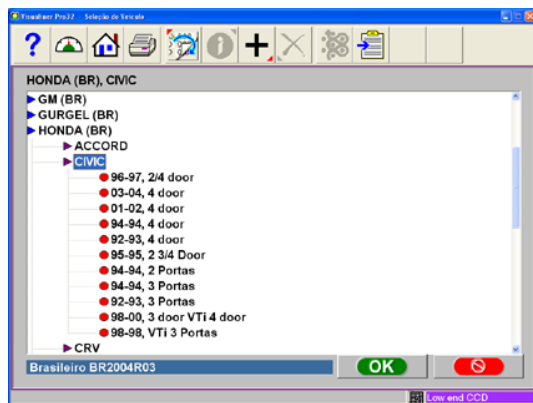 Visualiner Pro32 - Seleção do Veículo
?
HONDA (BR), CIVIC
GM (BR)
GURGEL (BR)
HONDA (BR)
ACCORD
CIVIC
96-97, 2/4 door
03-04, 4 door
01-02, 4 door
94-94, 4 door
92-93, 4 door
95-95, 2 3/4 Door
94-94, 2 Portas
94-94, 3 Portas
92-93, 3 Portas
98-00, 3 door VTi 4 door
98-98, VTi 3 Portas
CRV
Brasileiro BR2004R03
OK
Low end CCD